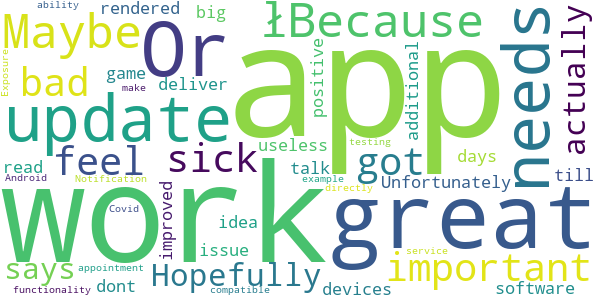 ability
rendered big łBecause
Maybe Or app needs actually
Exposure
bad game make deliver positive additional
update useless testing
feel sick got talk days
read example Unfortunately till
Android Notification directly
work Covid improved idea great
issue service
says appointment Hopefully important
functionality dont compatible devices software